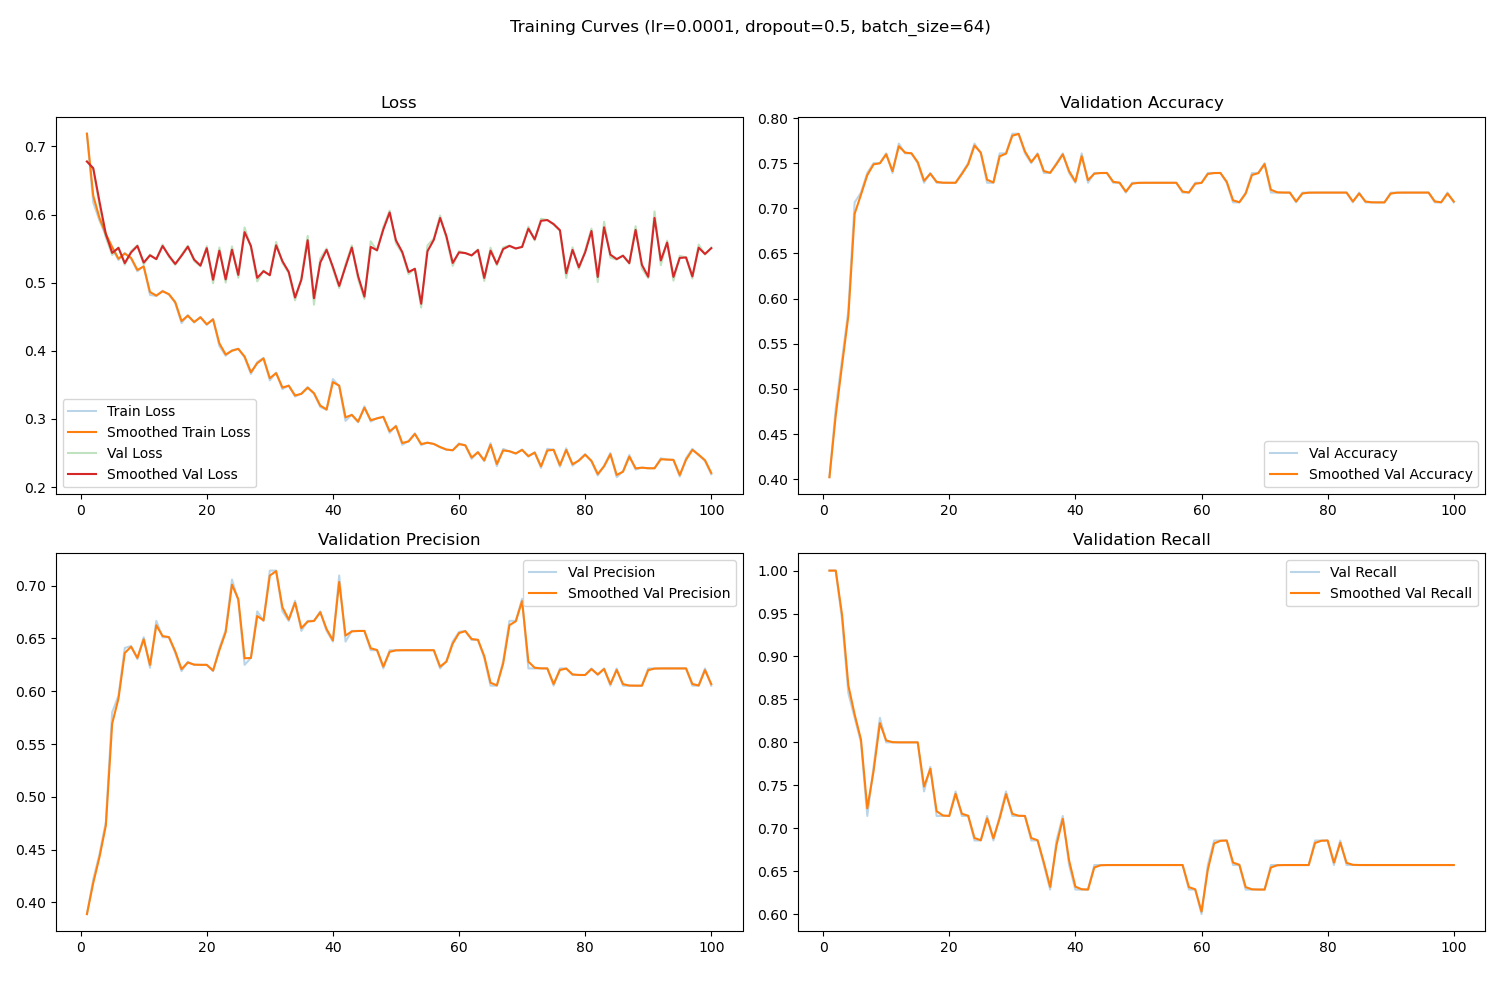 Training Curves (lr=0.0001, dropout=0.5, batch_size=64)
Loss
0.7
0.6
0.5
0.4
0.3
0.2
Train Loss
Smoothed Train Loss
Val Loss
Smoothed Val Loss
0 20 40 60 80 100
Validation Accuracy
0.80
0.75
0.70
0.65
0.60
0.55
0.50
0.45
0.40
Val Accuracy
Smoothed Val Accuracy
0 20 40 60 80 100
Validation Precision
0.70
0.65
0.60
0.55
0.50
0.45
0.40
Val Precision
Smoothed Val Precision
0 20 40 60 80 100
Validation Recall
1.00
0.95
0.90
0.85
0.80
0.75
0.70
0.65
0.60
Val Recall
Smoothed Val Recall
0 20 40 60 80 100